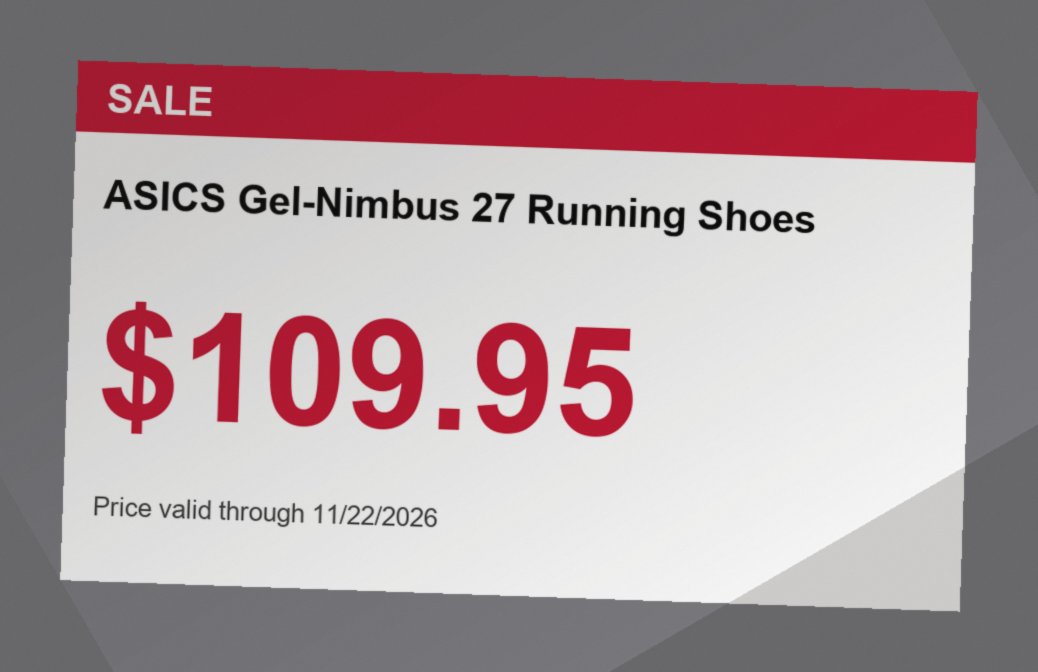 SALE
ASICS Gel-Nimbus 27 Running Shoes
$109.95
Price valid through 11/22/2026